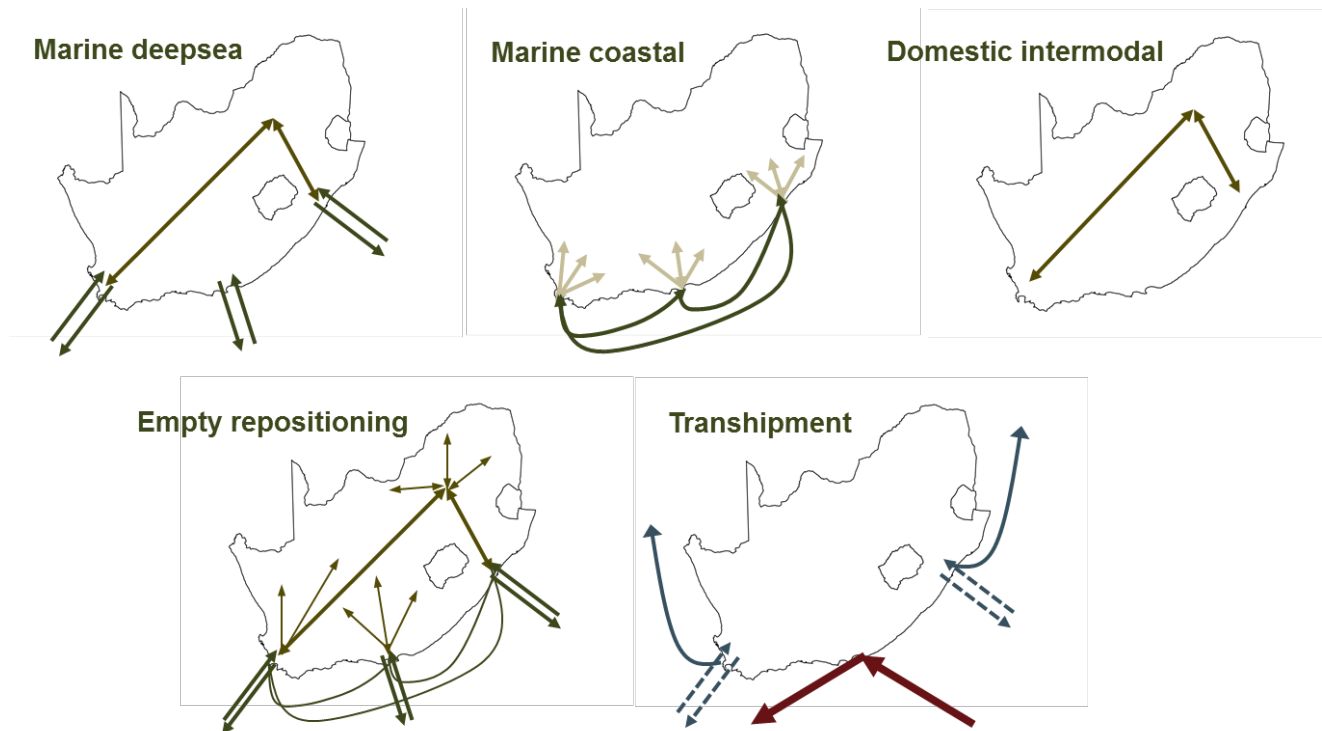 Marine deepsea
Marine coastal
Domestic intermodal
Empty repositioning
Transhipment